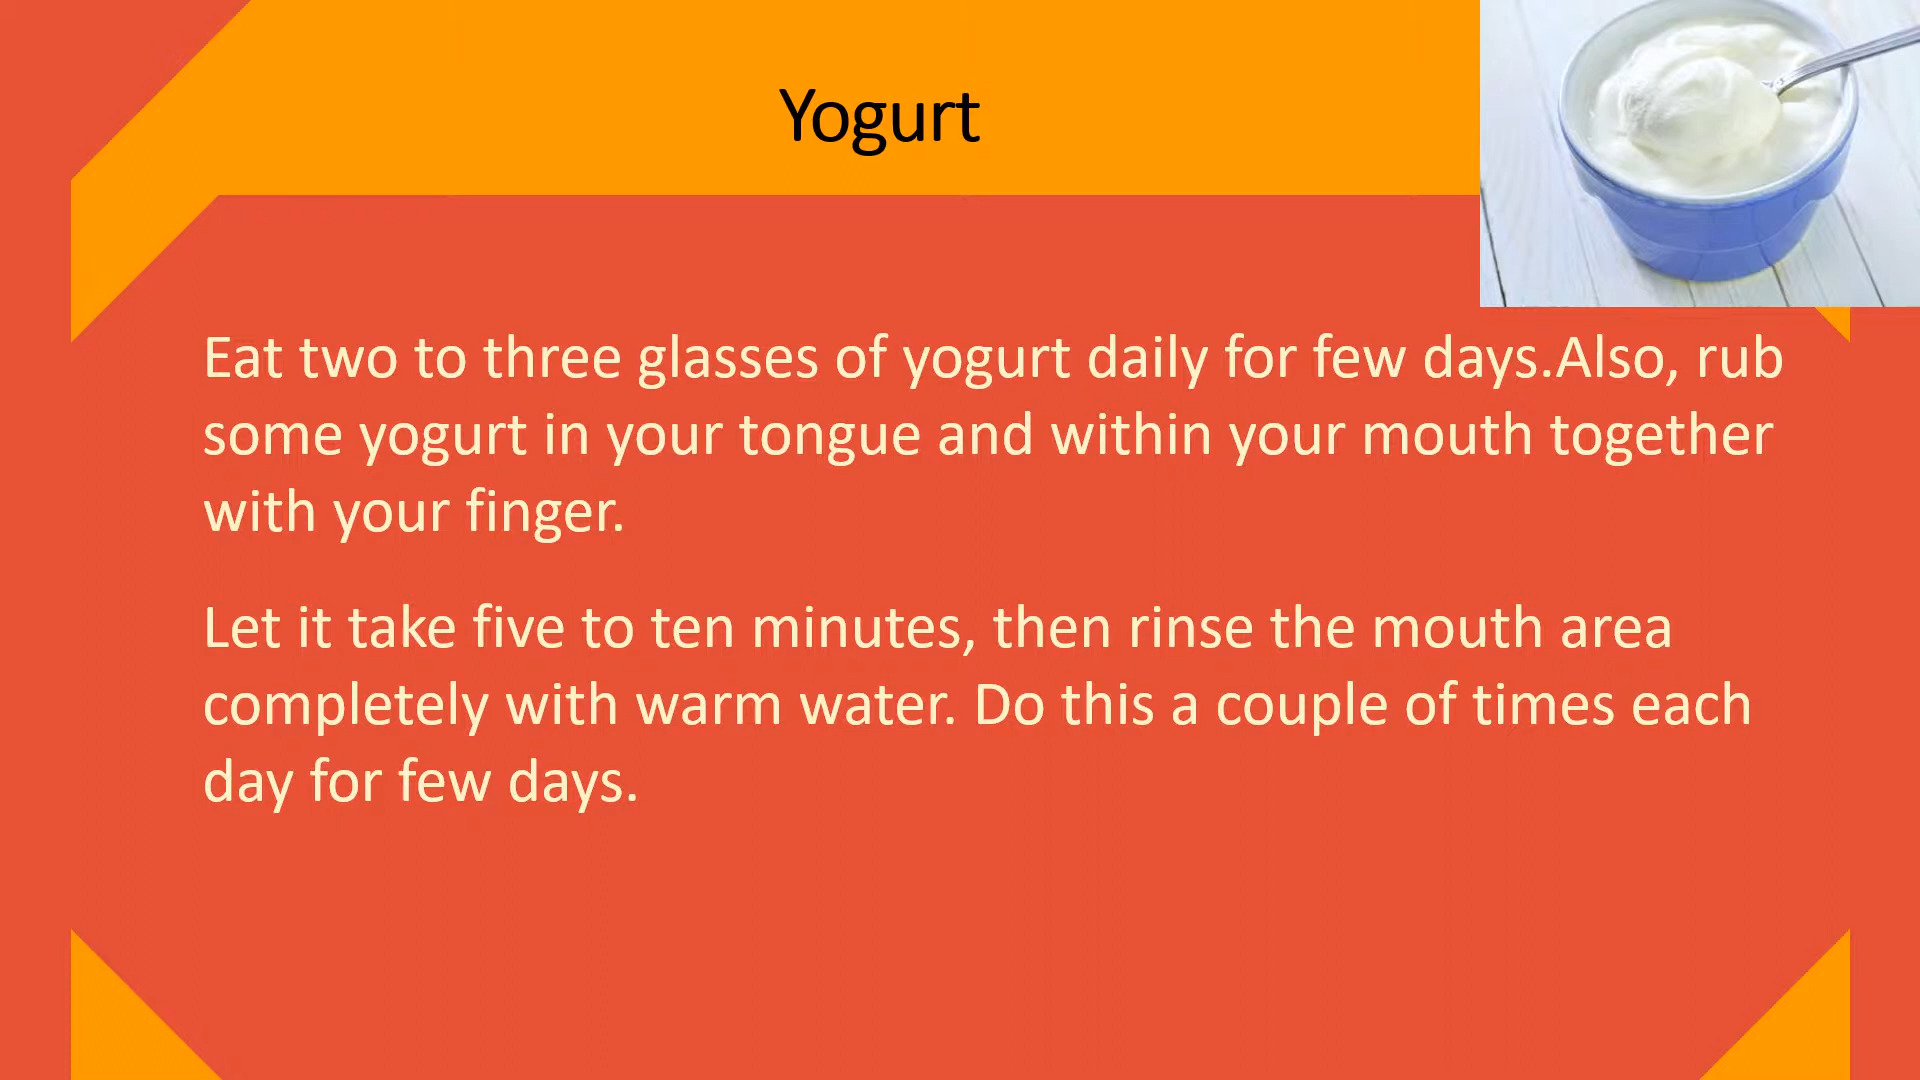 Yogurt
Eat two to three glasses of yogurt daily for few days.Also, rub
some yogurt in your tongue and within your mouth together
with your finger.
Let it take five to ten minutes, then rinse the mouth area
completely with warm water. Do this a couple of times each
day for few days.